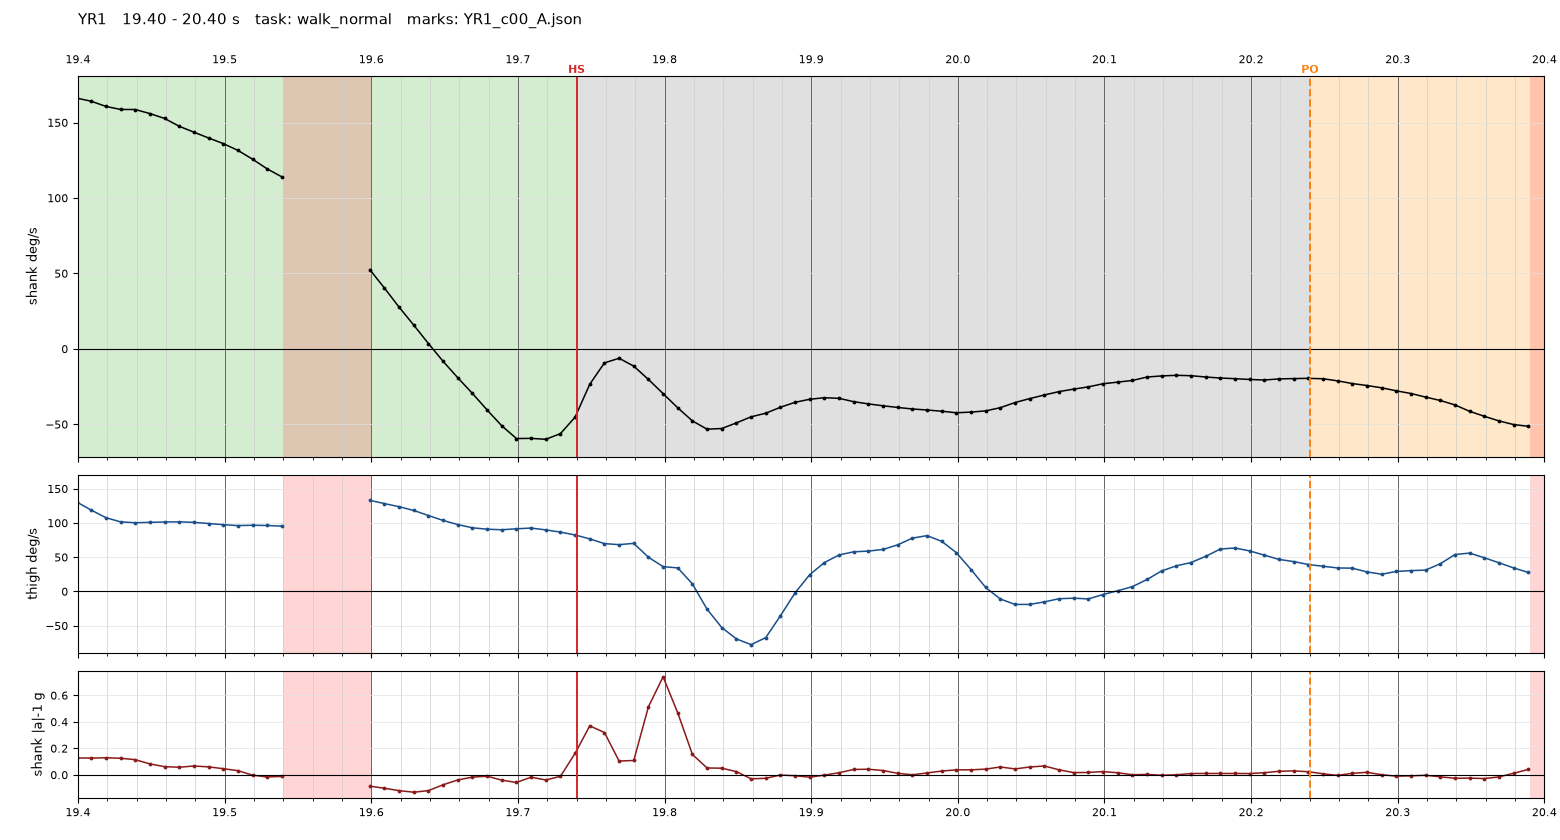 YR1   19.40 - 20.40 s   task: walk_normal   marks: YR1_c00_A.json
19.4 19.5 19.6 19.7 19.8 19.9 20.0 20.1 20.2 20.3 20.4
HS PO
shank deg/s
150
100
50
0
−50
thigh deg/s
150
100
50
0
−50
shank |a|-1 g
0.6
0.4
0.2
0.0
19.4 19.5 19.6 19.7 19.8 19.9 20.0 20.1 20.2 20.3 20.4